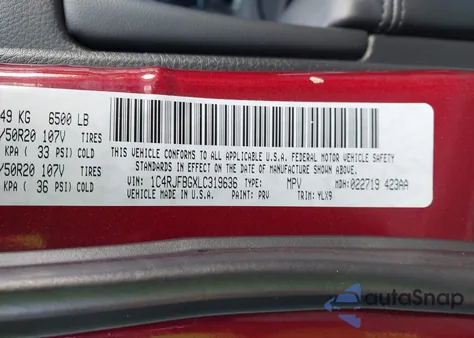 49 KG 6500 LB
/50R20 107V TIRES
KPA ( 33 PSI) COLD
/50R20 107V TIRES
KPA ( 36 PSI) COLD
THIS VEHICLE CONFORMS TO ALL APPLICABLE U.S.A. FEDERAL MOTOR VEHICLE SAFETY
STANDARDS IN EFFECT ON THE DATE OF MANUFACTURE SHOWN ABOVE.
VIN: 1C4RJFBGXLC319636 TYPE: MPV MDH: 022719 423AA
VEHICLE MADE IN U.S.A. PAINT: PRV TRIM: YLX9
autoSnap